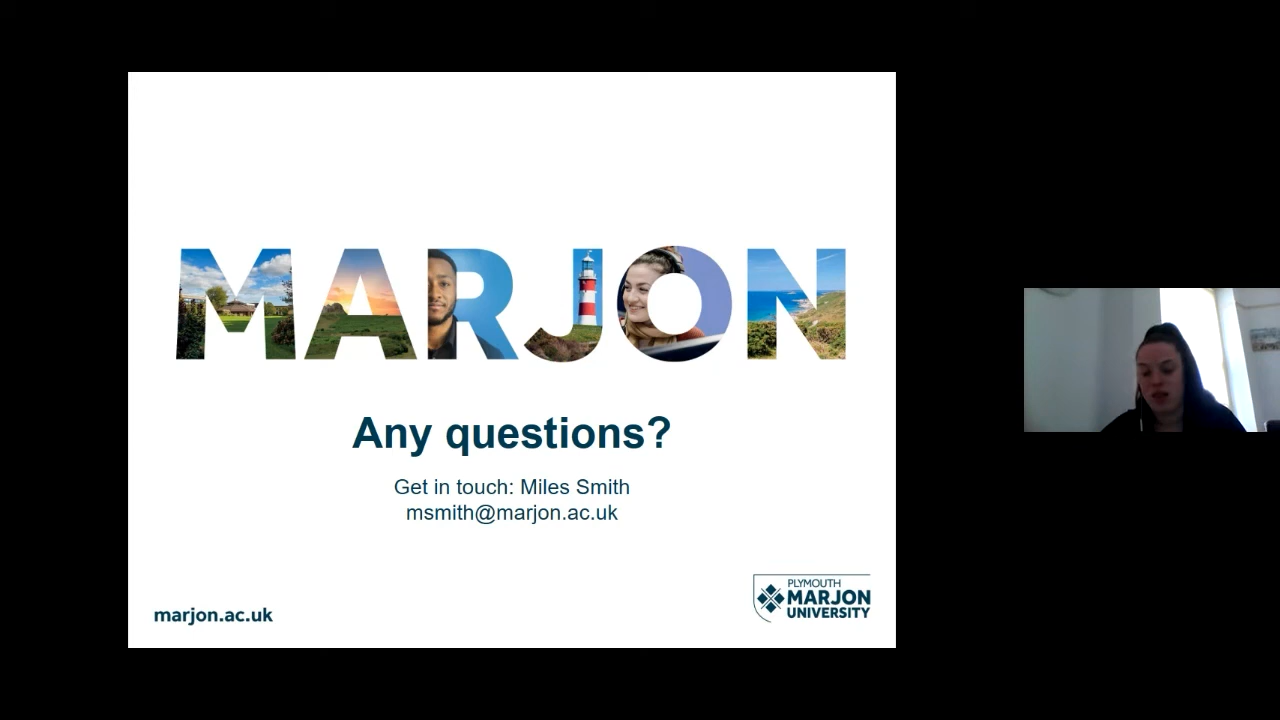 MARJON
Any questions?
Get in touch: Miles Smith
msmith@marjon.ac.uk
marjon.ac.uk
PLYMOUTH
MARJON
UNIVERSITY